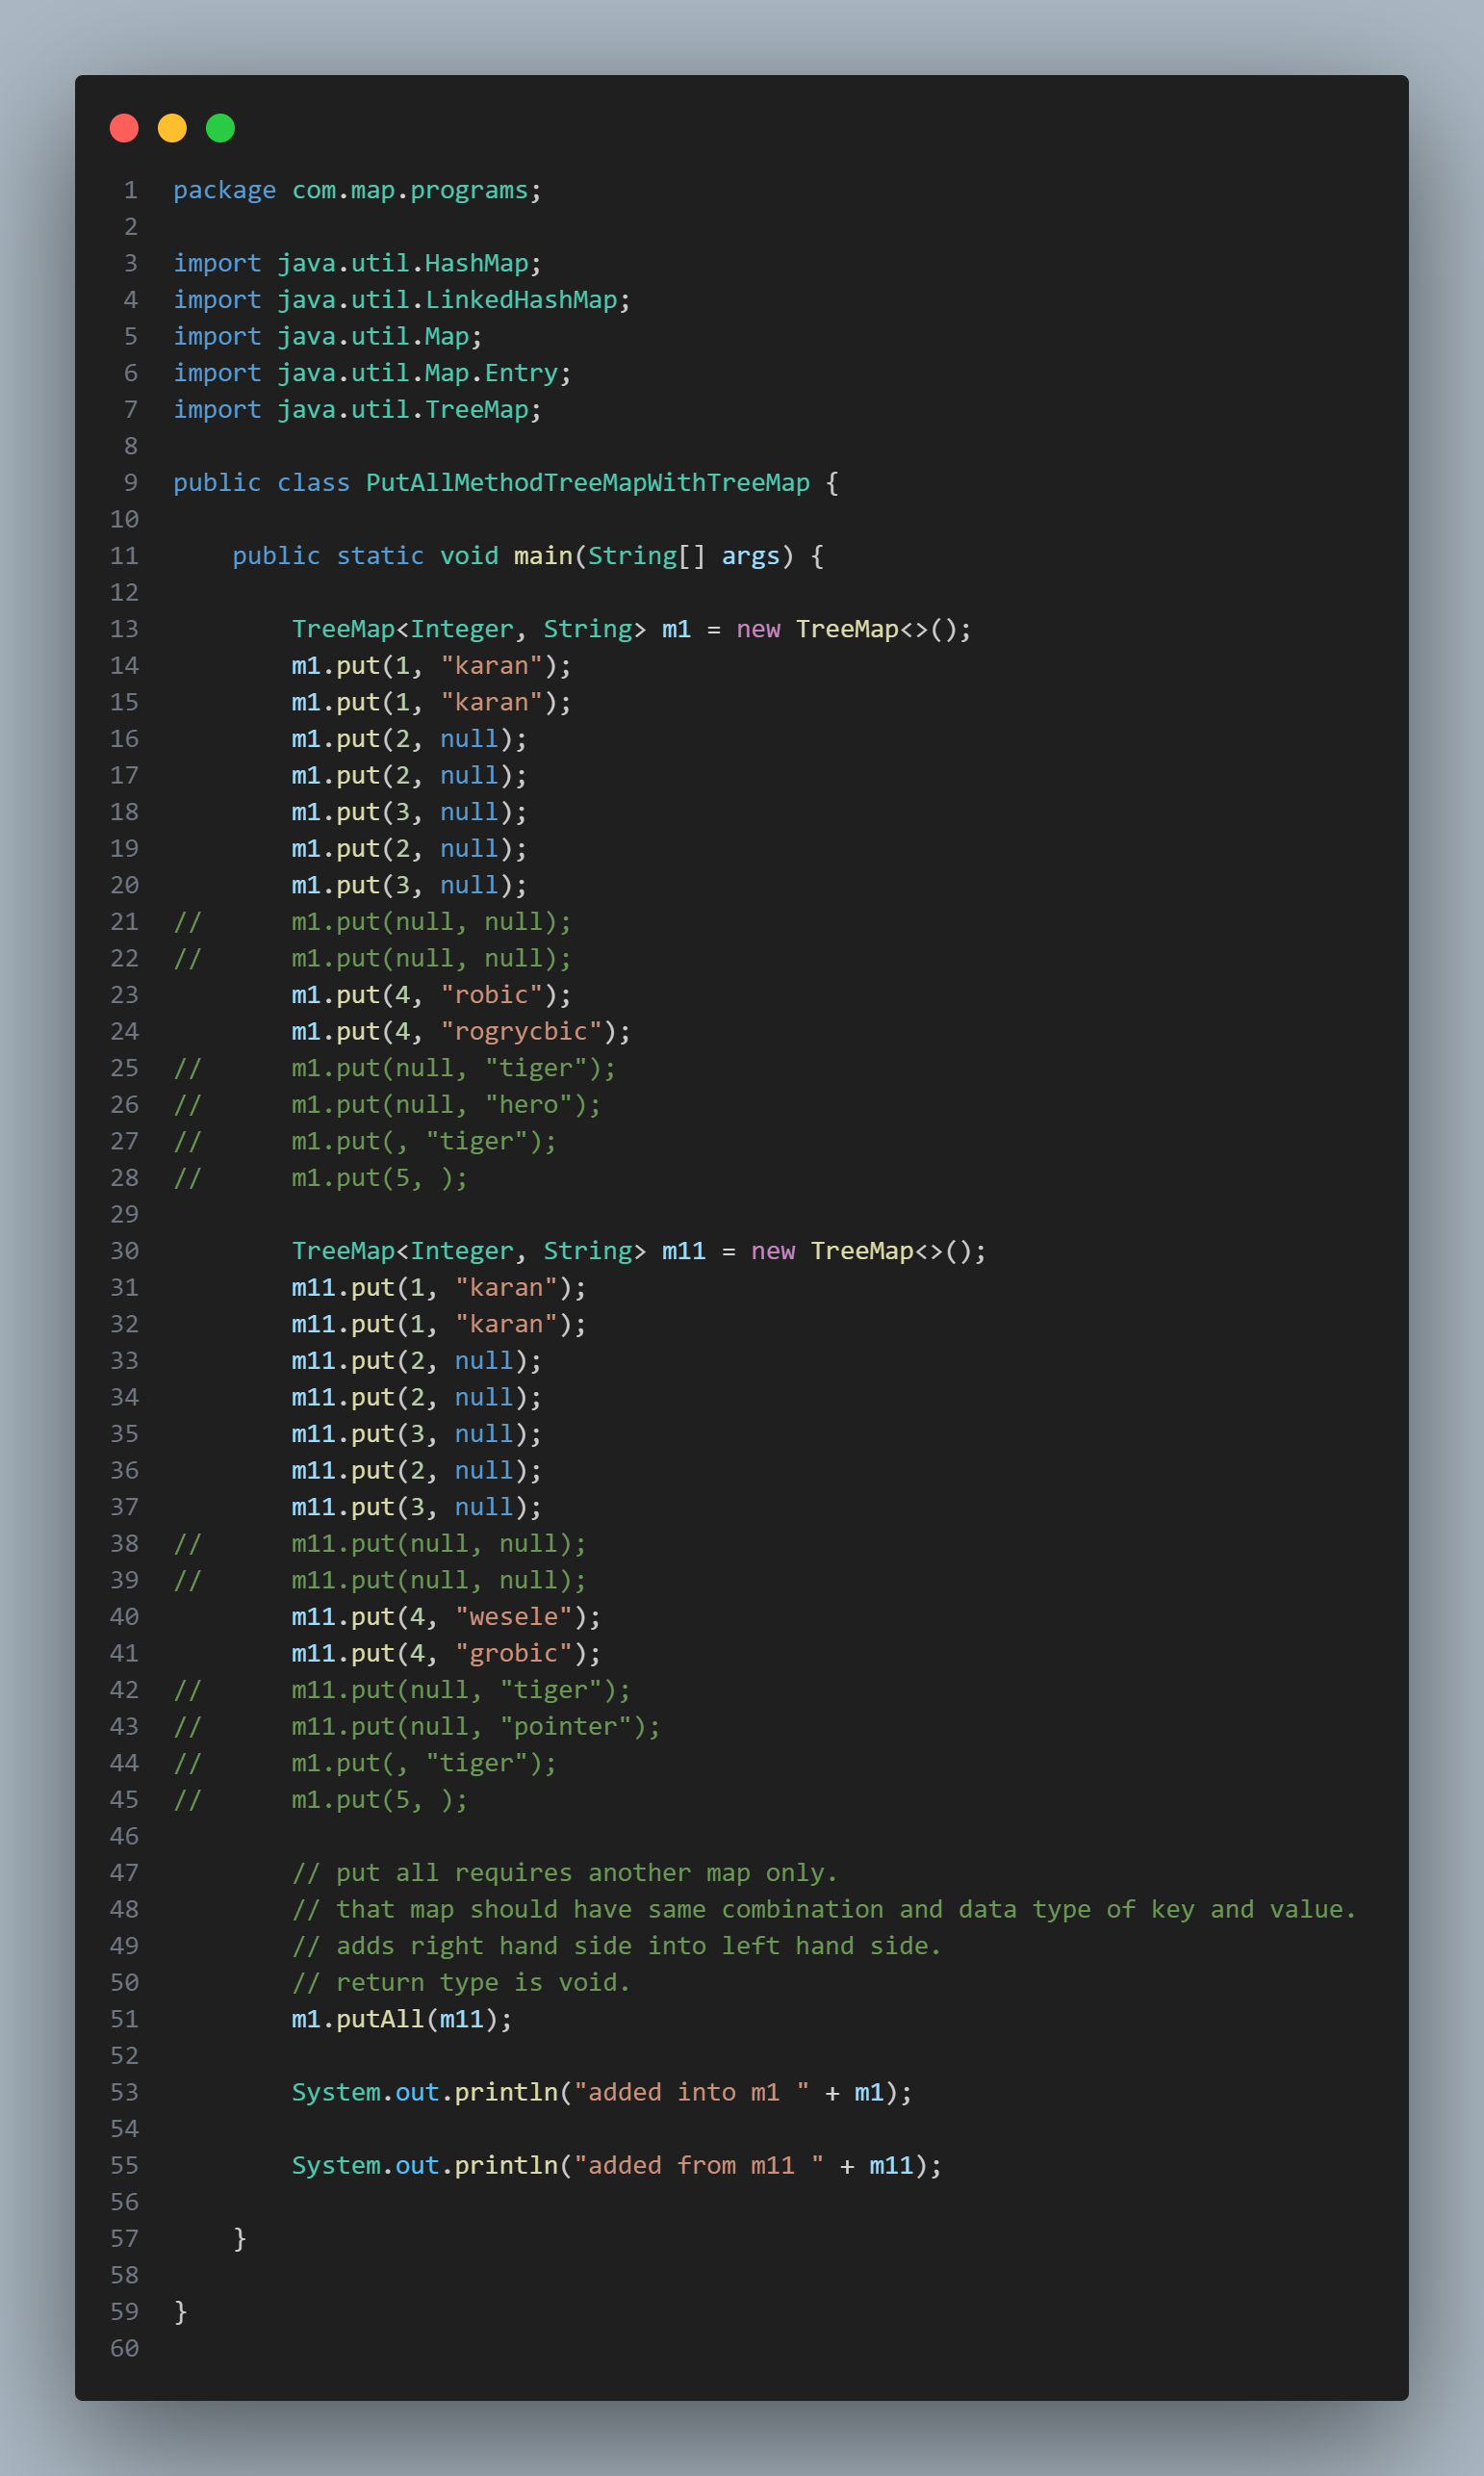 1 package com.map.programs;
2
3 import java.util.HashMap;
4 import java.util.LinkedHashMap;
5 import java.util.Map;
6 import java.util.Map.Entry;
7 import java.util.TreeMap;
8
9 public class PutAllMethodTreeMapWithTreeMap {
10
11     public static void main(String[] args) {
12
13         TreeMap<Integer, String> m1 = new TreeMap<>();
14         m1.put(1, "karan");
15         m1.put(1, "karan");
16         m1.put(2, null);
17         m1.put(2, null);
18         m1.put(3, null);
19         m1.put(2, null);
20         m1.put(3, null);
21 //      m1.put(null, null);
22 //      m1.put(null, null);
23         m1.put(4, "robic");
24         m1.put(4, "rogrycbic");
25 //      m1.put(null, "tiger");
26 //      m1.put(null, "hero");
27 //      m1.put(, "tiger");
28 //      m1.put(5, );
29
30         TreeMap<Integer, String> m11 = new TreeMap<>();
31         m11.put(1, "karan");
32         m11.put(1, "karan");
33         m11.put(2, null);
34         m11.put(2, null);
35         m11.put(3, null);
36         m11.put(2, null);
37         m11.put(3, null);
38 //      m11.put(null, null);
39 //      m11.put(null, null);
40         m11.put(4, "wesele");
41         m11.put(4, "grobic");
42 //      m11.put(null, "tiger");
43 //      m11.put(null, "pointer");
44 //      m1.put(, "tiger");
45 //      m1.put(5, );
46
47         // put all requires another map only.
48         // that map should have same combination and data type of key and value.
49         // adds right hand side into left hand side.
50         // return type is void.
51         m1.putAll(m11);
52
53         System.out.println("added into m1 " + m1);
54
55         System.out.println("added from m11 " + m11);
56
57     }
58
59 }
60